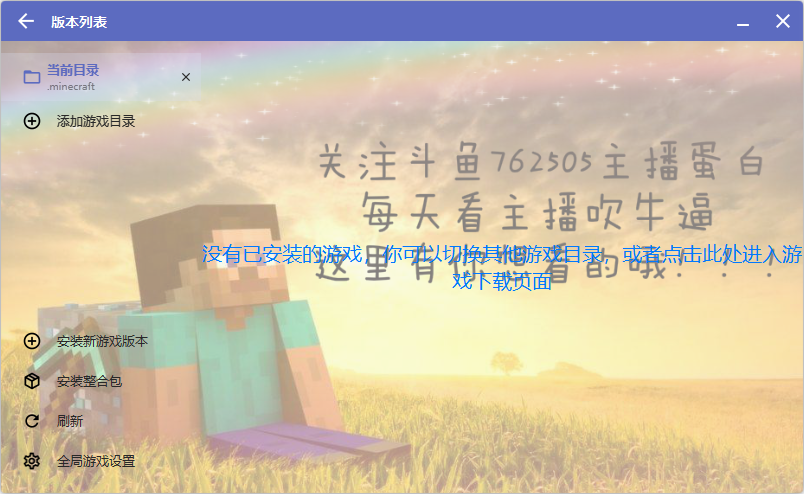 版本列表
当前目录
.minecraft
添加游戏目录
关注斗鱼762505主播蛋白
每天看主播吹牛逼
没有已安装的游戏，你可以切换其他游戏目录，或者点击此处进入游
这里有你想看的哦！！！
戏下载页面
安装新游戏版本
安装整合包
刷新
全局游戏设置